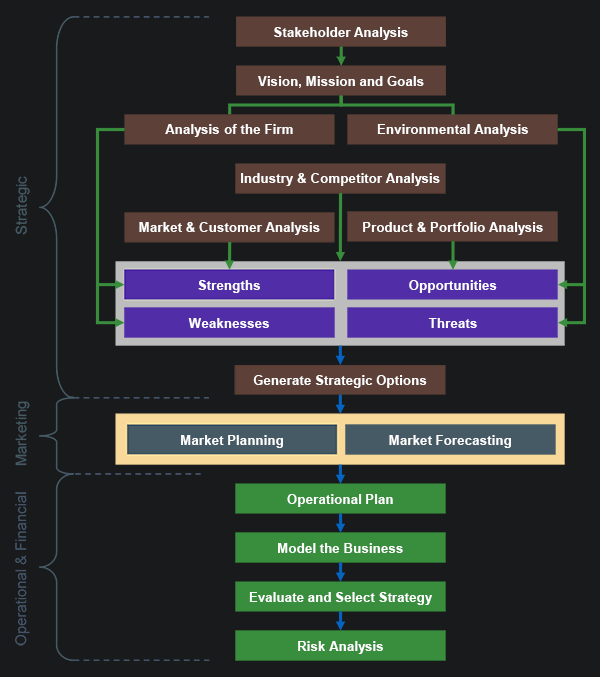 Stakeholder Analysis
Vision, Mission and Goals
Analysis of the Firm
Environmental Analysis
Industry & Competitor Analysis
Market & Customer Analysis
Product & Portfolio Analysis
Strengths
Opportunities
Weaknesses
Threats
Generate Strategic Options
Strategic
Market Planning
Market Forecasting
Marketing
Operational Plan
Model the Business
Evaluate and Select Strategy
Risk Analysis
Operational & Financial